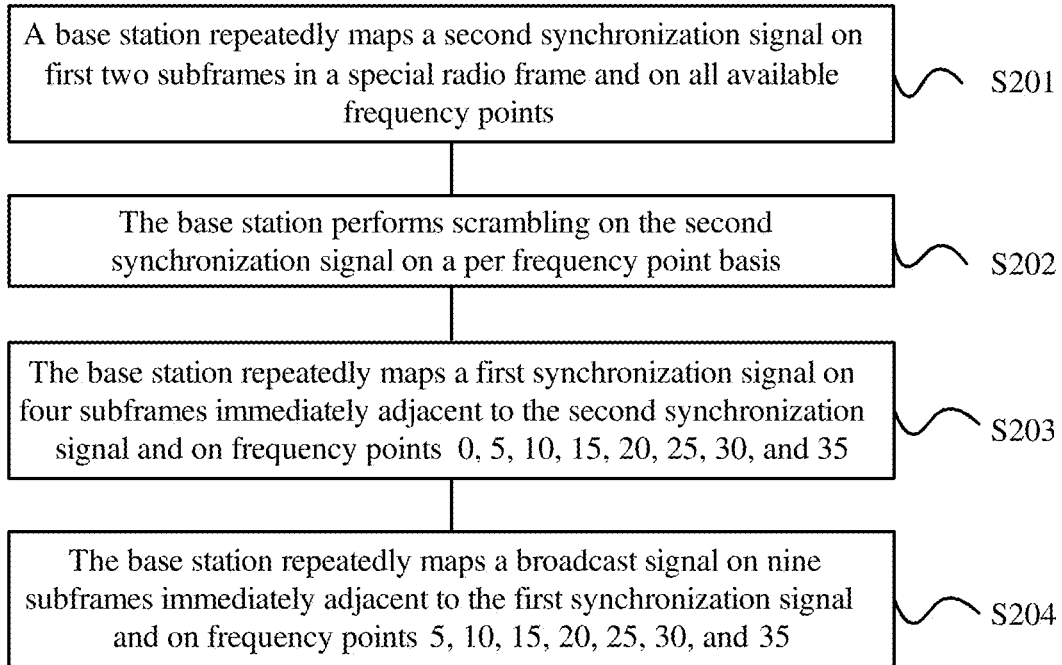 A base station repeatedly maps a second synchronization signal on
first two subframes in a special radio frame and on all available
frequency points
S201
The base station performs scrambling on the second
synchronization signal on a per frequency point basis
S202
The base station repeatedly maps a first synchronization signal on
four subframes immediately adjacent to the second synchronization
signal and on frequency points 0, 5, 10, 15, 20, 25, 30, and 35
S203
The base station repeatedly maps a broadcast signal on nine
subframes immediately adjacent to the first synchronization signal
and on frequency points 5, 10, 15, 20, 25, 30, and 35
S204